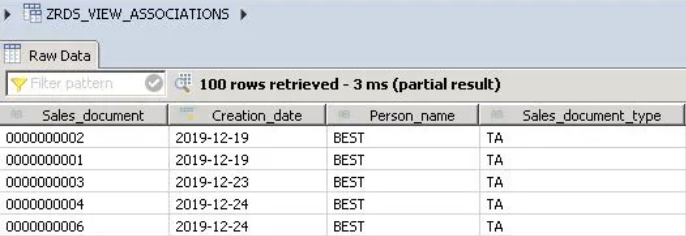 ZRDS_VIEW_ASSOCIATIONS
Raw Data
Filter pattern 100 rows retrieved - 3 ms (partial result)
Sales_document Creation_date Person_name Sales_document_type
0000000002 2019-12-19 BEST TA
0000000001 2019-12-19 BEST TA
0000000003 2019-12-23 BEST TA
0000000004 2019-12-24 BEST TA
0000000006 2019-12-24 BEST TA